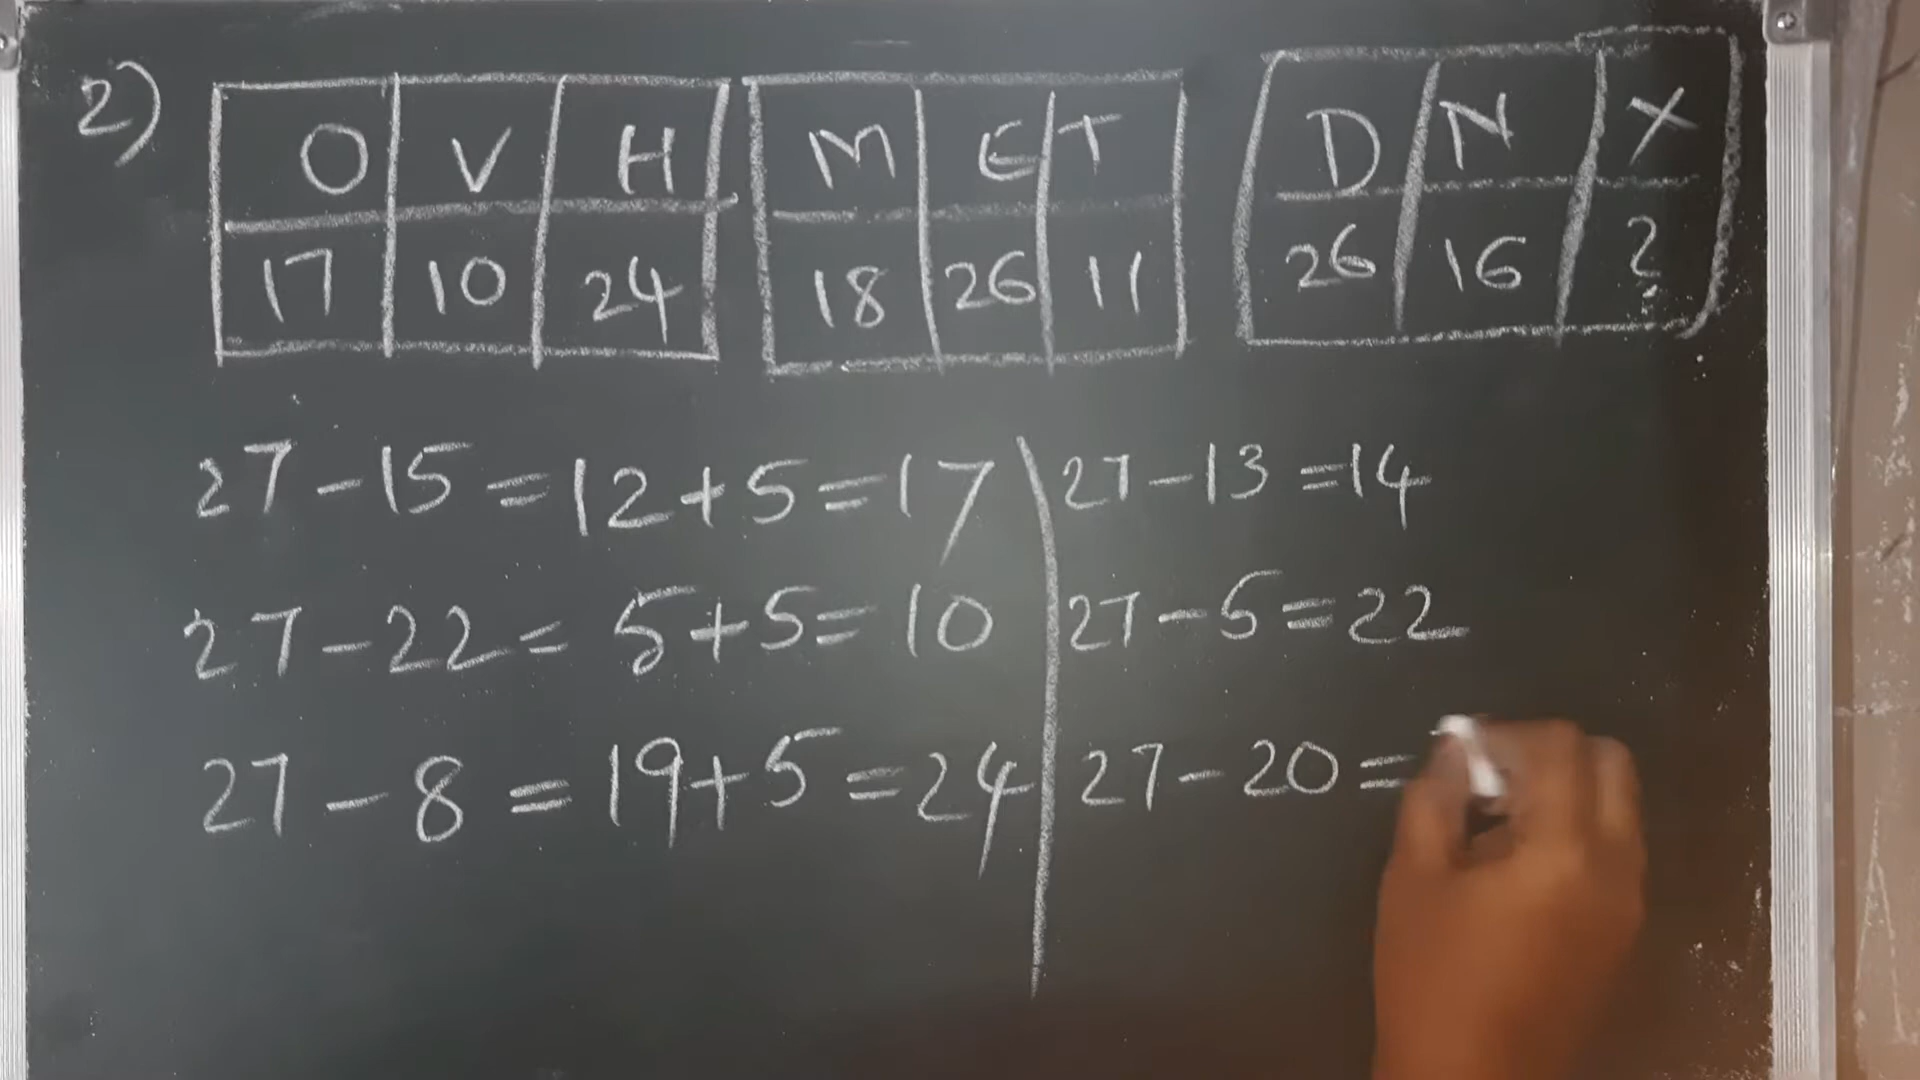 2)
O V H M E T D N X
17 10 24 18 26 11 26 16 ?
27-15=12+5=17 27-13=14
27-22=5+5=10 27-5=22
27-8=19+5=24 27-20=